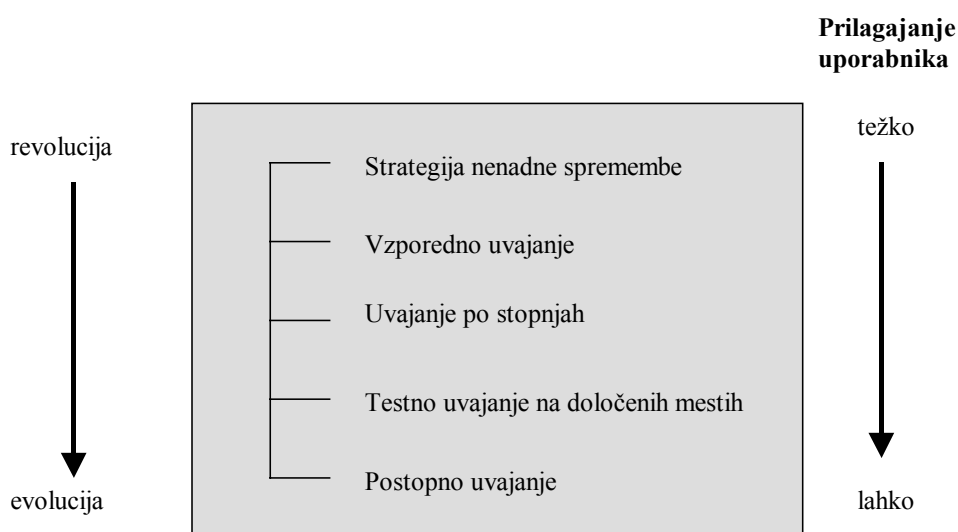 Prilagajanje
uporabnika
revolucija
težko
Strategija nenadne spremembe
Vzporedno uvajanje
Uvajanje po stopnjah
Testno uvajanje na določenih mestih
Postopno uvajanje
evolucija
lahko